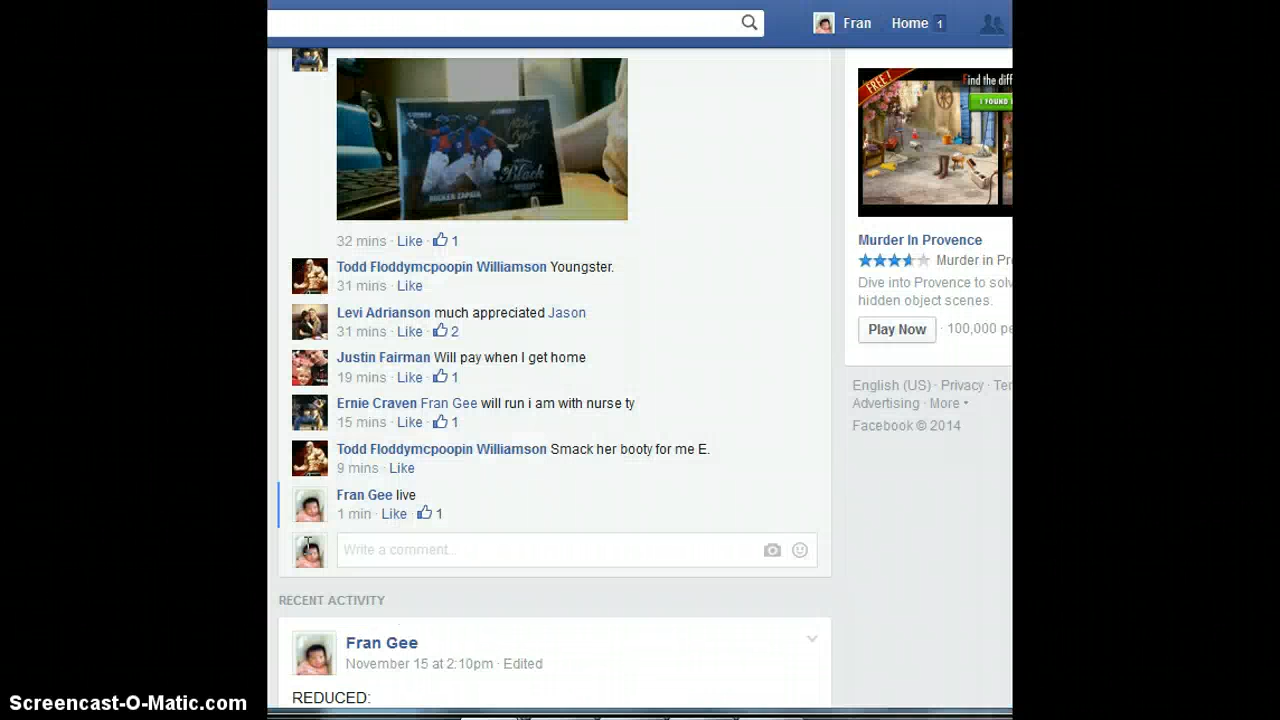 Fran Home 1
FREE!
Find the diff
I FOUND
Black
32 mins · Like · 1
Todd Floddymcpoopin Williamson Youngster.
31 mins · Like
Levi Adrianson much appreciated Jason
31 mins · Like · 2
Justin Fairman Will pay when I get home
19 mins · Like · 1
Ernie Craven Fran Gee will run i am with nurse ty
15 mins · Like · 1
Todd Floddymcpoopin Williamson Smack her booty for me E.
9 mins · Like
Fran Gee live
1 min · Like · 1
Write a comment...
Murder In Provence
Murder in Pr
Dive into Provence to solv
hidden object scenes.
Play Now · 100,000 pe
English (US) · Privacy · Ter
Advertising · More
Facebook © 2014
RECENT ACTIVITY
Fran Gee
November 15 at 2:10pm · Edited
REDUCED:
Screencast-O-Matic.com